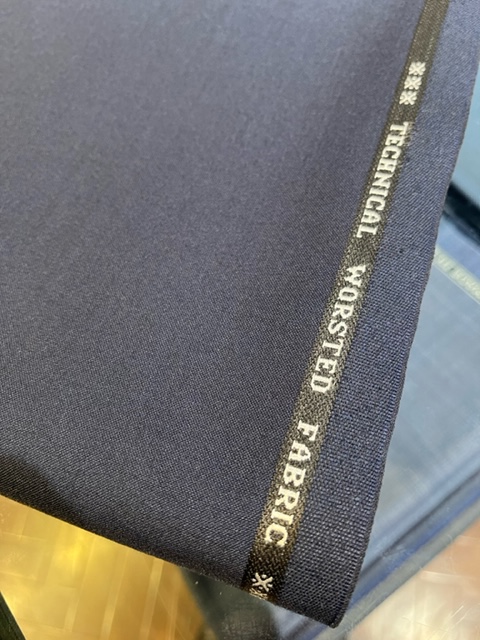 ※※※ TECHNICAL WORSTED FABRIC ※